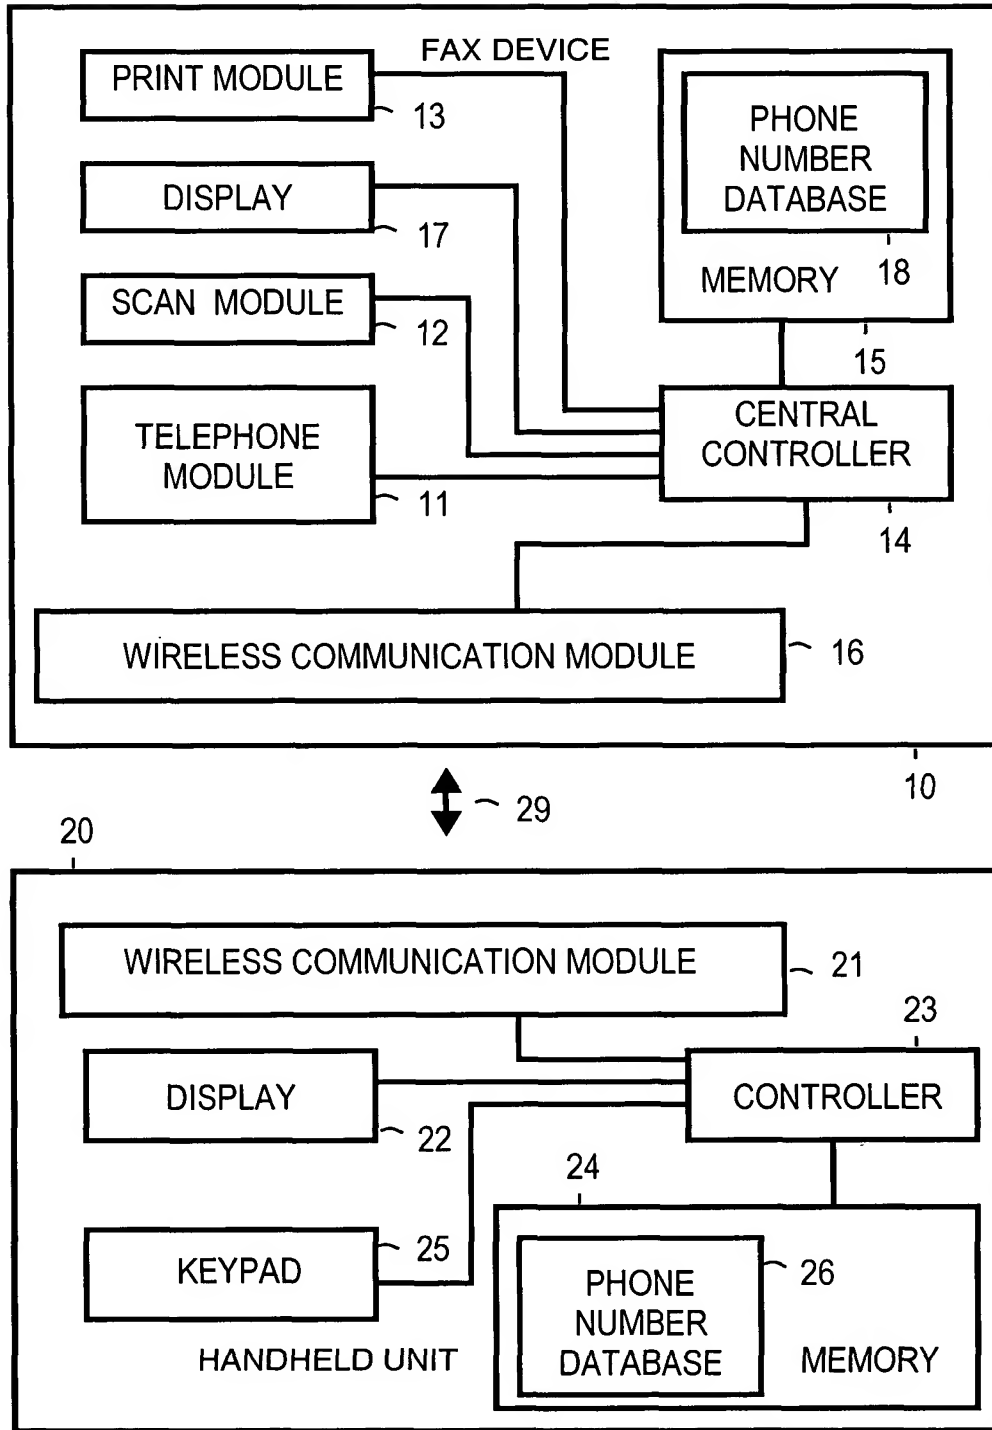 FAX DEVICE
PRINT MODULE
13
PHONE
NUMBER
DATABASE
18
MEMORY
15
DISPLAY
17
SCAN MODULE
12
TELEPHONE
MODULE
11
CENTRAL
CONTROLLER
14
WIRELESS COMMUNICATION MODULE
16
10
29
20
WIRELESS COMMUNICATION MODULE
21
23
DISPLAY
22
CONTROLLER
24
KEYPAD
25
PHONE
NUMBER
DATABASE
26
MEMORY
HANDHELD UNIT